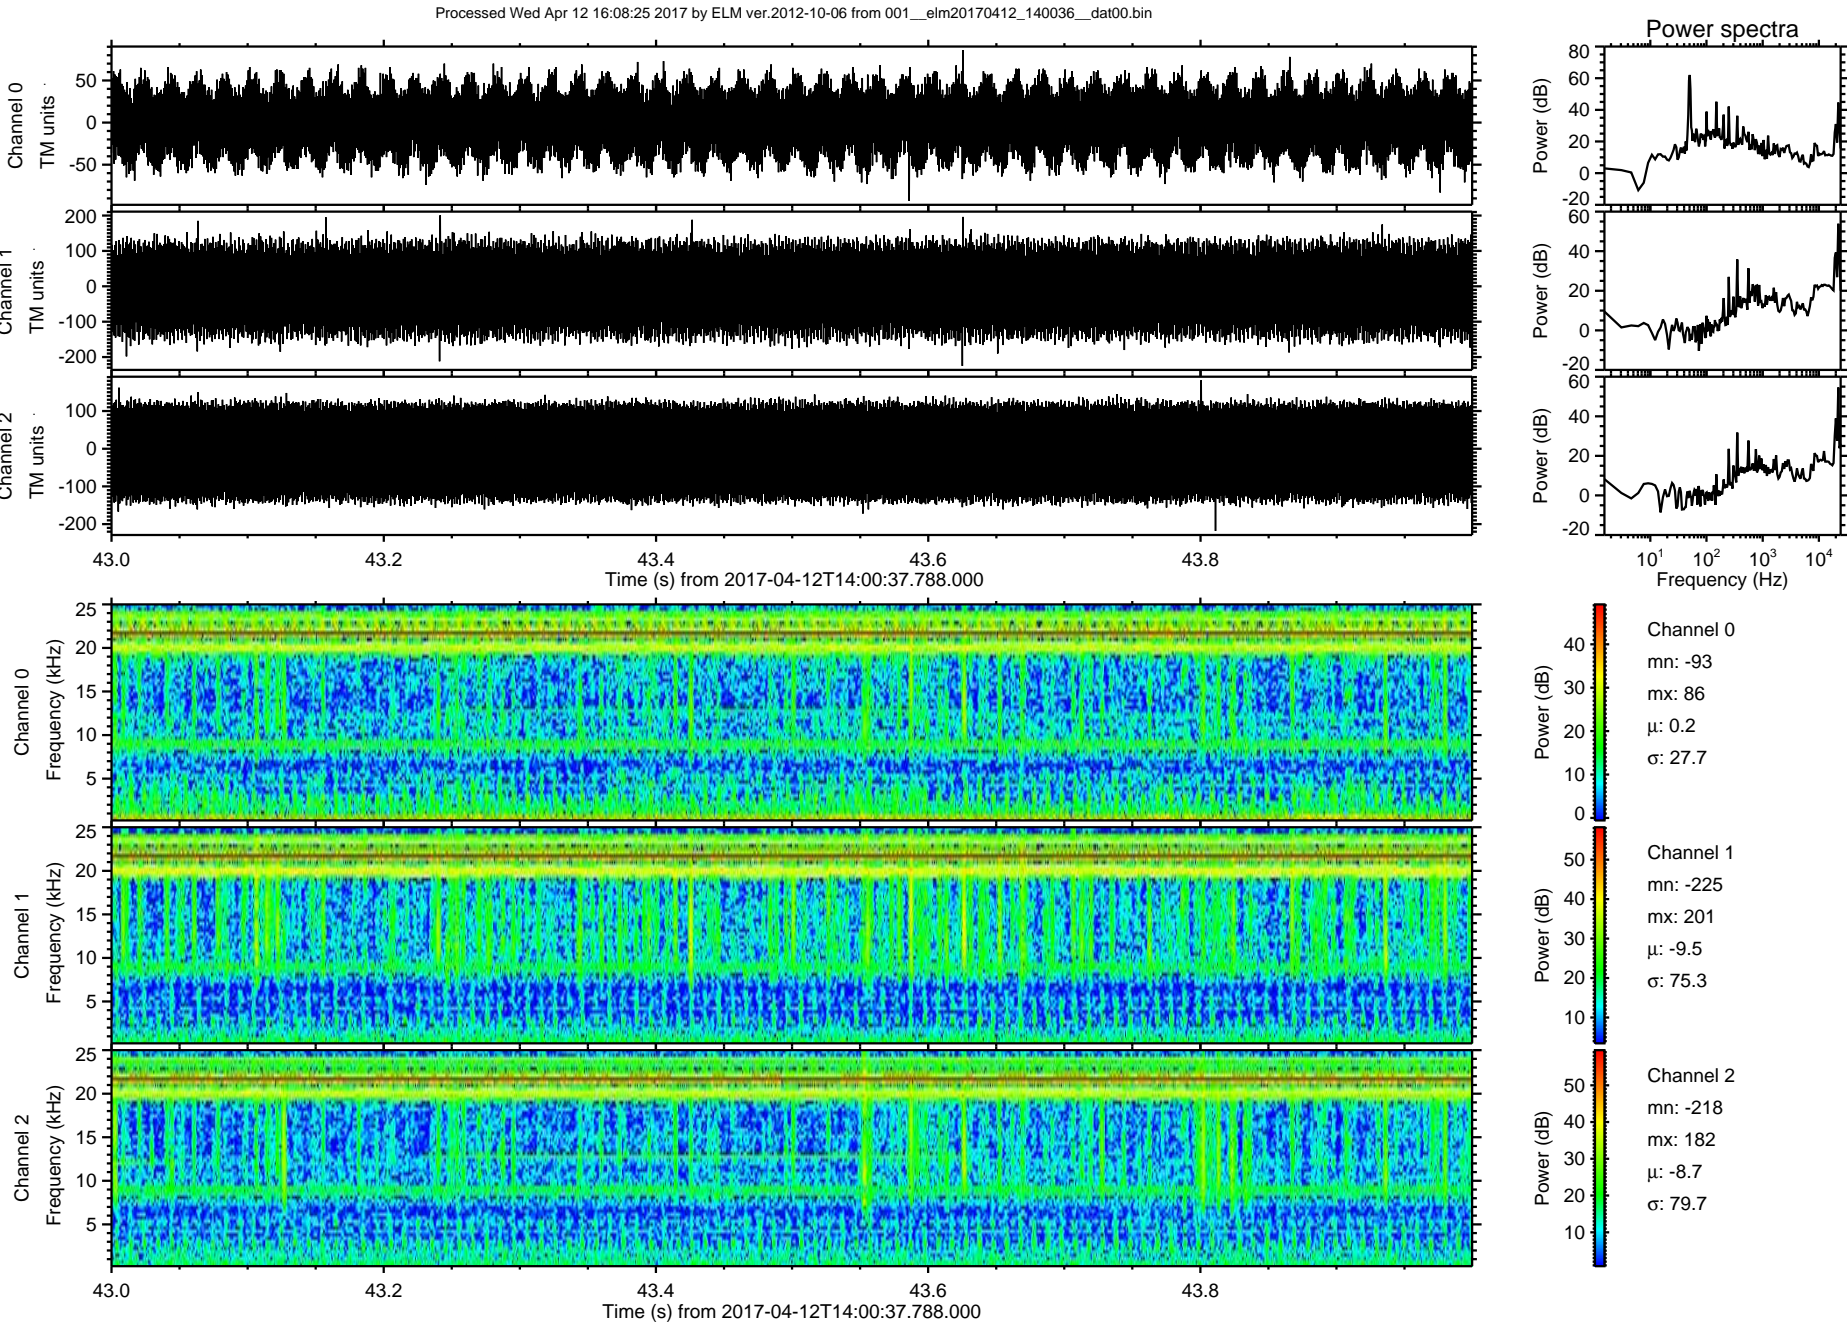 Processed Wed Apr 12 16:08:25 2017 by ELM ver.2012-10-06 from 001__elm20170412_140036__dat00.bin
Power spectra
Channel 0
TM units
50
0
-50
Power (dB)
80
60
40
20
0
-20
Channel 1
TM units
200
100
0
-100
-200
Power (dB)
60
40
20
0
-20
Channel 2
TM units
100
0
-100
-200
Power (dB)
60
40
20
0
-20
43.0 43.2 43.4 43.6 43.8
Time (s) from 2017-04-12T14:00:37.788.000
10^1 10^2 10^3 10^4
Frequency (Hz)
Channel 0
Frequency (kHz)
25
20
15
10
5
Power (dB)
40
30
20
10
0
Channel 0
mn: -93
mx: 86
μ: 0.2
σ: 27.7
Channel 1
Frequency (kHz)
25
20
15
10
5
Power (dB)
50
40
30
20
10
Channel 1
mn: -225
mx: 201
μ: -9.5
σ: 75.3
Channel 2
Frequency (kHz)
25
20
15
10
5
Power (dB)
50
40
30
20
10
Channel 2
mn: -218
mx: 182
μ: -8.7
σ: 79.7
43.0 43.2 43.4 43.6 43.8
Time (s) from 2017-04-12T14:00:37.788.000